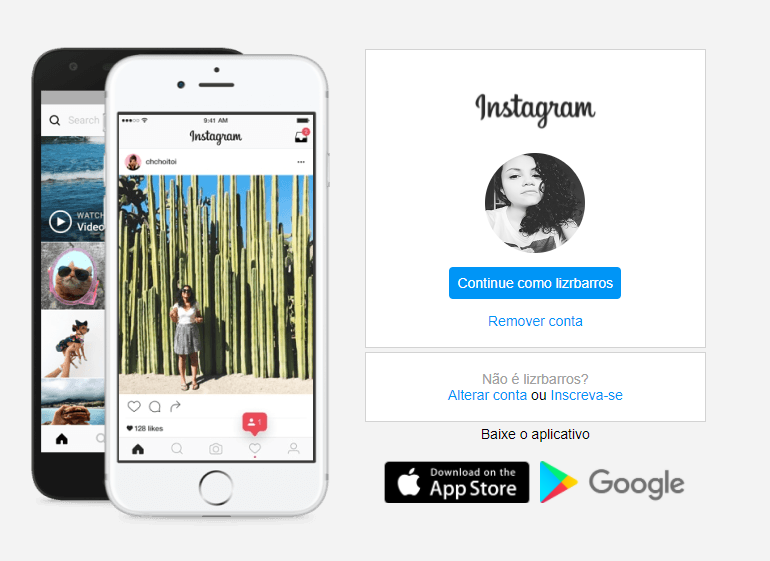 Search
WATCH
Video
9:41 AM
Instagram
2
chchoitoi
1
128 likes
Instagram
Continue como lizrbarros
Remover conta
Não é lizrbarros?
Alterar conta ou Inscreva-se
Baixe o aplicativo
Download on the
App Store
Google